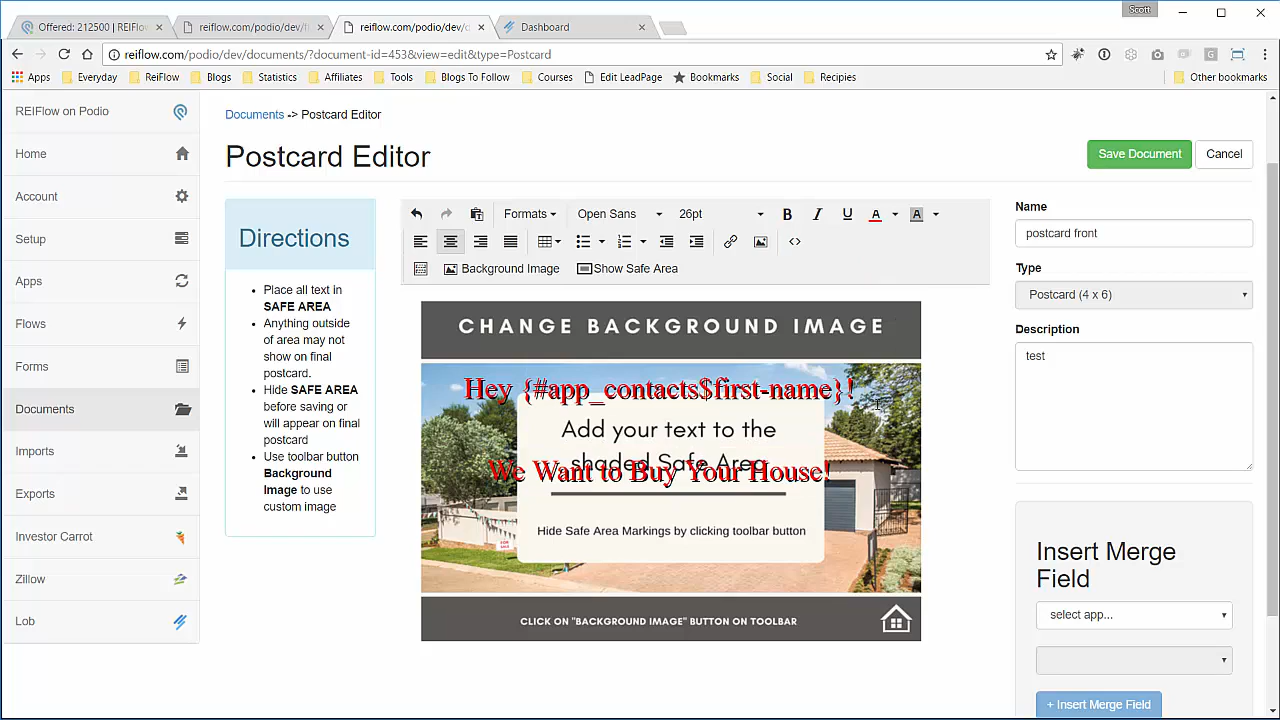 Scott
Offered: 212500 | REIFlow
reiflow.com/podio/dev/f
reiflow.com/podio/dev/d
Dashboard
reiflow.com/podio/dev/documents/?document-id=453&view=edit&type=Postcard
Apps
Everyday
ReiFlow
Blogs
Statistics
Affiliates
Tools
Blogs To Follow
Courses
Edit LeadPage
Bookmarks
Social
Recipies
Other bookmarks
REIFlow on Podio
Home
Account
Setup
Apps
Flows
Forms
Documents
Imports
Exports
Investor Carrot
Zillow
Lob
Documents -> Postcard Editor
Postcard Editor
Save Document
Cancel
Directions
Place all text in
SAFE AREA
Anything outside
of area may not
show on final
postcard.
Hide SAFE AREA
before saving or
will appear on final
postcard
Use toolbar button
Background
Image to use
custom image
Formats
Open Sans
26pt
B I U A A
Background Image
Show Safe Area
CHANGE BACKGROUND IMAGE
Hey {#app_contacts$first-name}!
Add your text to the
shaded Safe Area
We Want to Buy Your House!
Hide Safe Area Markings by clicking toolbar button
CLICK ON "BACKGROUND IMAGE" BUTTON ON TOOLBAR
Name
postcard front
Type
Postcard (4 x 6)
Description
test
Insert Merge
Field
select app...
+ Insert Merge Field